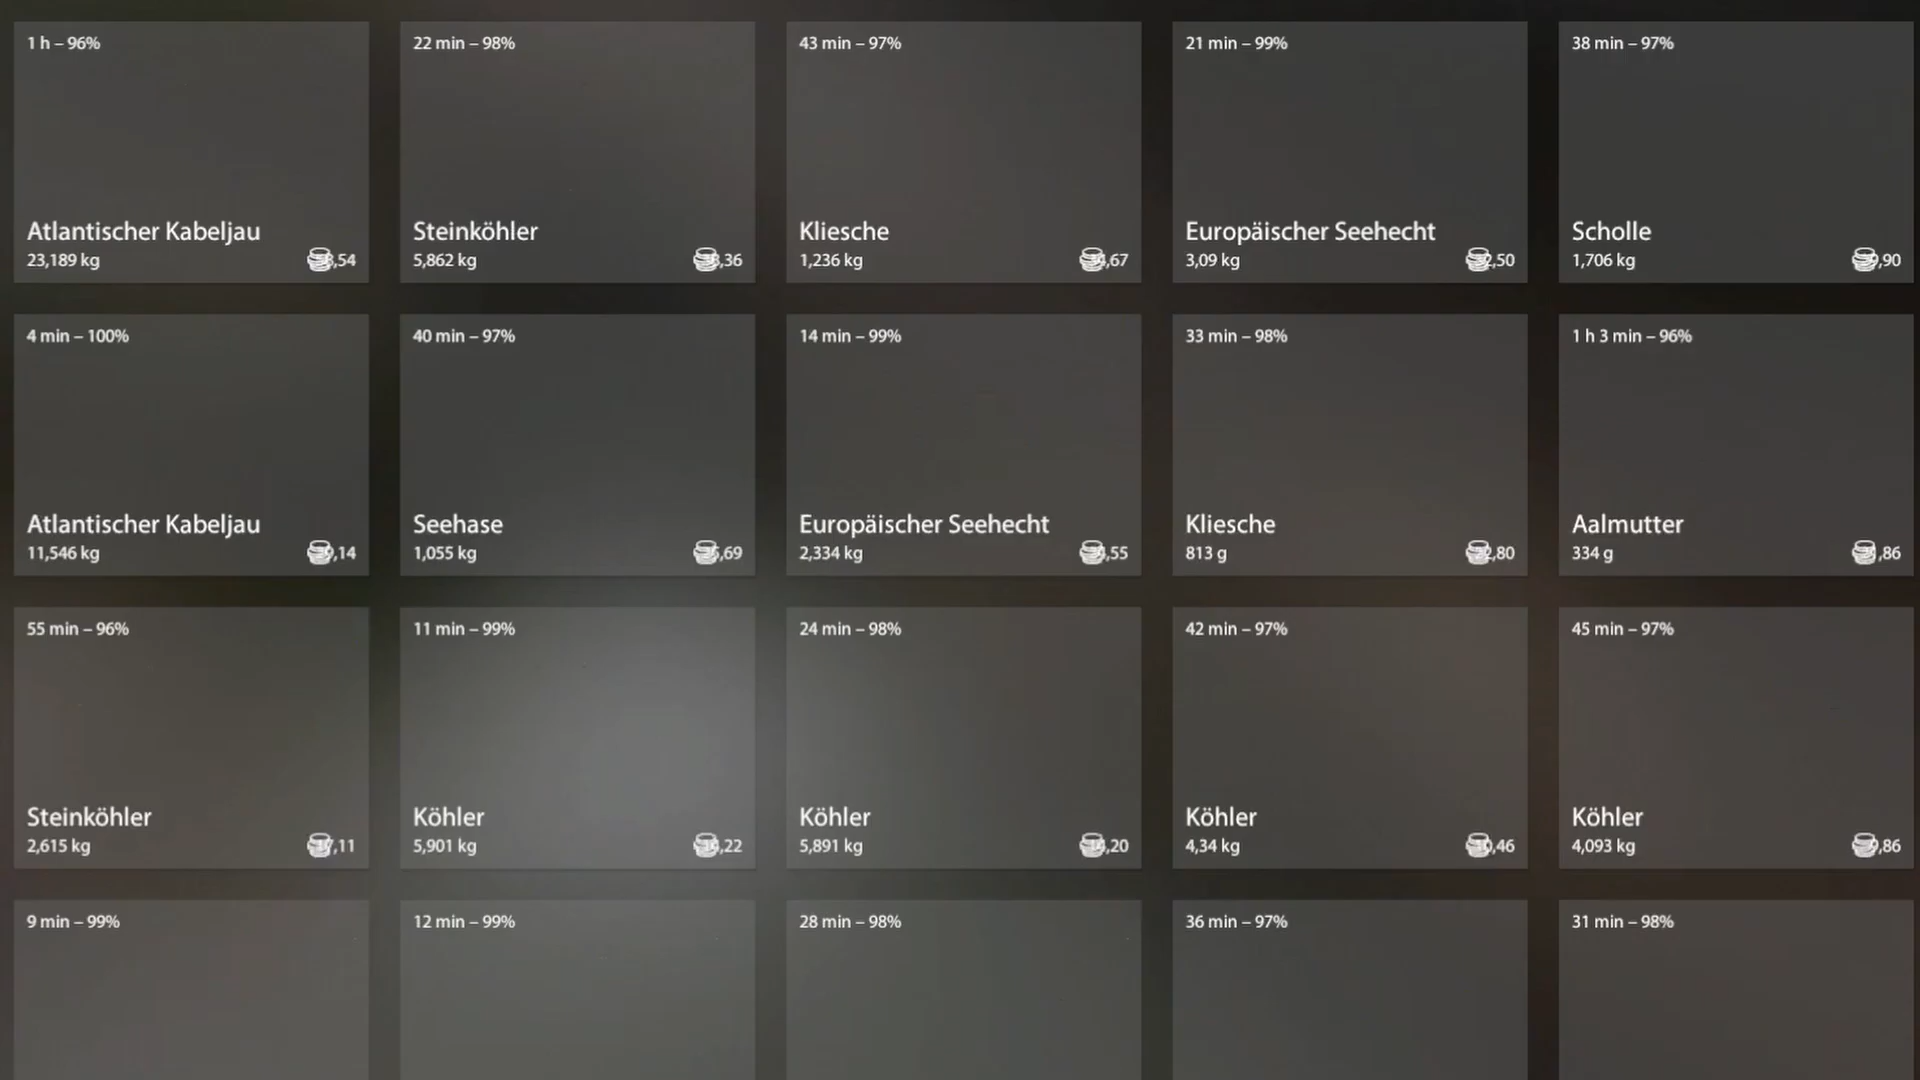 1 h – 96%
22 min – 98%
43 min – 97%
21 min – 99%
38 min – 97%
Atlantischer Kabeljau
Steinköhler
Kliesche
Europäischer Seehecht
Scholle
23,189 kg
5,862 kg
1,236 kg
3,09 kg
1,706 kg
4 min – 100%
40 min – 97%
14 min – 99%
33 min – 98%
1 h 3 min – 96%
Atlantischer Kabeljau
Seehase
Europäischer Seehecht
Kliesche
Aalmutter
11,546 kg
1,055 kg
2,334 kg
813 g
334 g
55 min – 96%
11 min – 99%
24 min – 98%
42 min – 97%
45 min – 97%
Steinköhler
Köhler
Köhler
Köhler
Köhler
2,615 kg
5,901 kg
5,891 kg
4,34 kg
4,093 kg
9 min – 99%
12 min – 99%
28 min – 98%
36 min – 97%
31 min – 98%